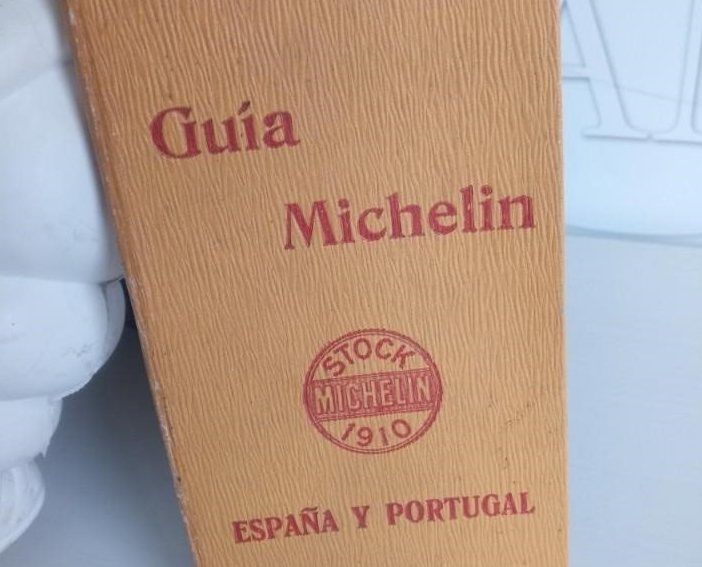 Guía
Michelin
STOCK
MICHELIN
1910
ESPAÑA Y PORTUGAL